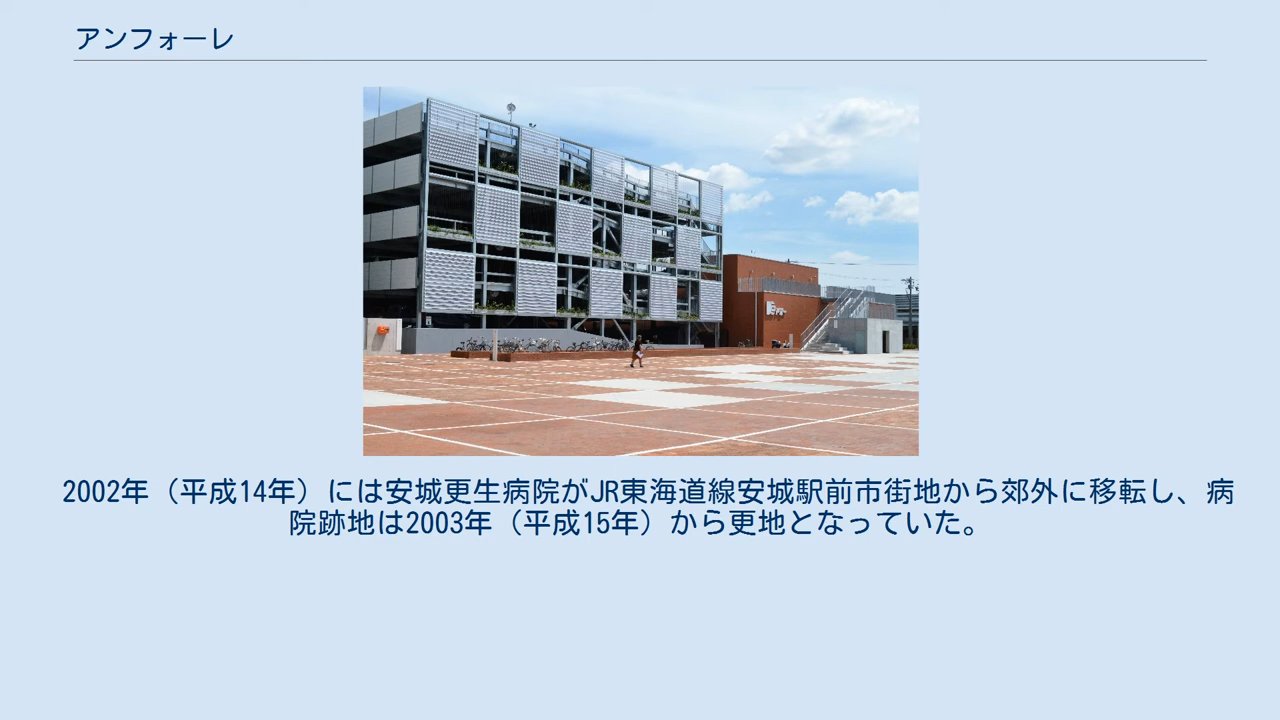 アンフォーレ
2002年（平成14年）には安城更生病院がJR東海道線安城駅前市街地から郊外に移転し、病
院跡地は2003年（平成15年）から更地となっていた。